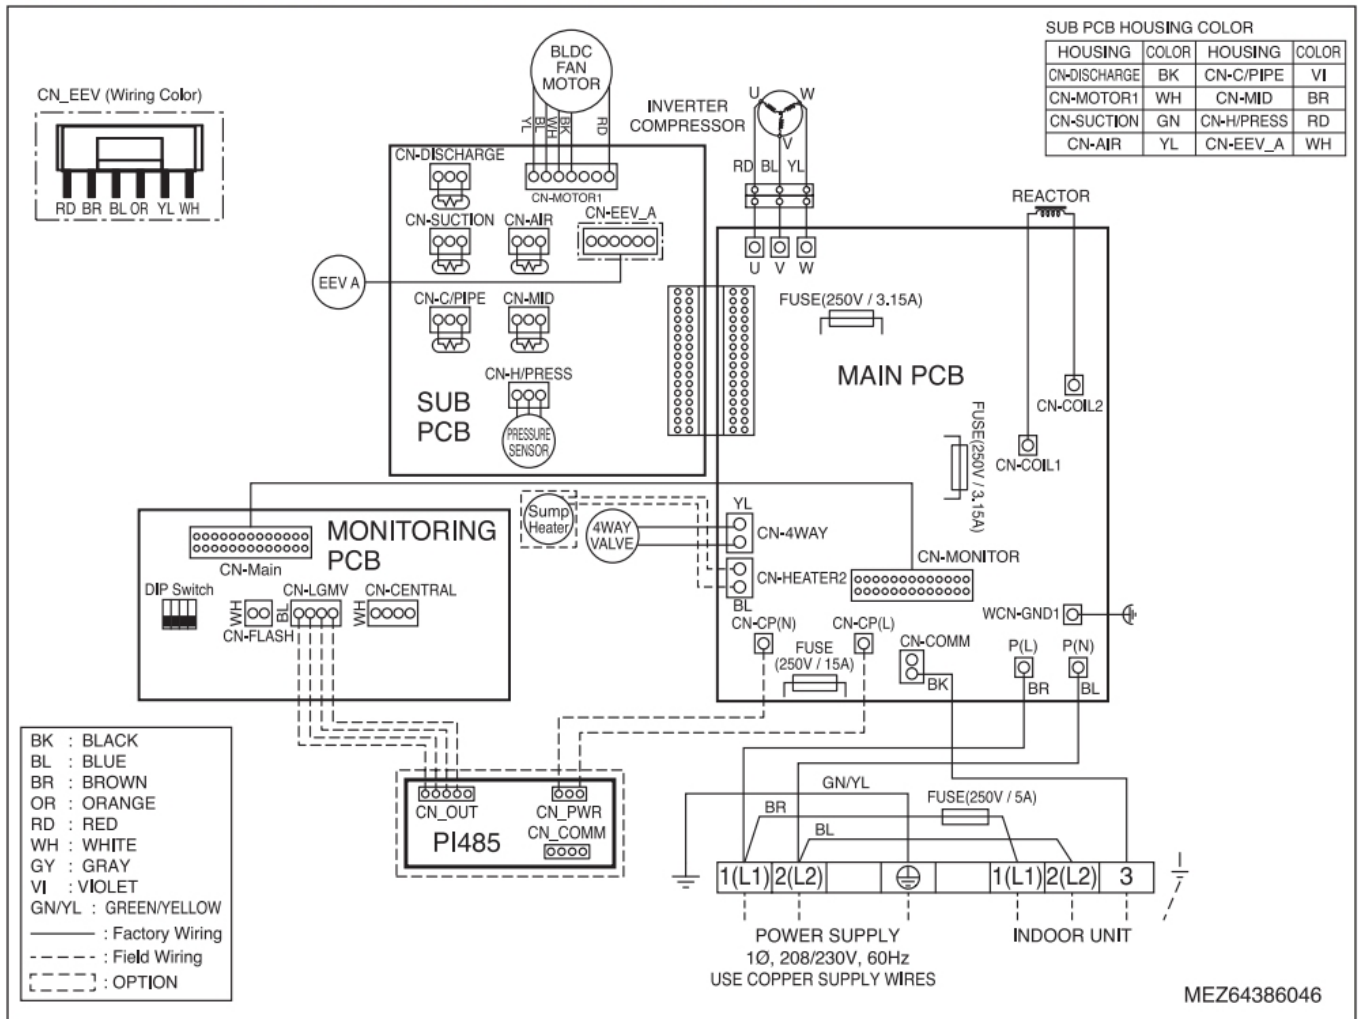 SUB PCB HOUSING COLOR
HOUSING COLOR HOUSING COLOR
CN-DISCHARGE BK CN-C/PIPE VI
CN-MOTOR1 WH CN-MID BR
CN-SUCTION GN CN-H/PRESS RD
CN-AIR YL CN-EEV_A WH
CN_EEV (Wiring Color)
RD BR BL OR YL WH
BLDC
FAN
MOTOR
YL BL WH BK RD
INVERTER
COMPRESSOR
U W
V
RD BL YL
U V W
REACTOR
CN-DISCHARGE
CN-MOTOR1
CN-SUCTION CN-AIR
CN-EEV_A
EEV A
CN-C/PIPE CN-MID
CN-H/PRESS
PRESSURE
SENSOR
SUB
PCB
FUSE(250V / 3.15A)
MAIN PCB
FUSE(250V / 3.15A)
CN-COIL2
CN-COIL1
Sump
Heater
4WAY
VALVE
YL
CN-4WAY
CN-HEATER2
BL
CN-MONITOR
WCN-GND1
CN-CP(N)
CN-CP(L)
FUSE
(250V / 15A)
CN-COMM
BK
P(L) P(N)
BR BL
MONITORING
PCB
CN-Main
DIP Switch
WH
CN-FLASH
BL
CN-LGMV
WH
CN-CENTRAL
CN_OUT
CN_PWR
PI485
CN_COMM
BK : BLACK
BL : BLUE
BR : BROWN
OR : ORANGE
RD : RED
WH : WHITE
GY : GRAY
VI : VIOLET
GN/YL : GREEN/YELLOW
: Factory Wiring
: Field Wiring
: OPTION
GN/YL
BR
BL
FUSE(250V / 5A)
1(L1) 2(L2) 1(L1) 2(L2) 3
POWER SUPPLY
1Ø, 208/230V, 60Hz
USE COPPER SUPPLY WIRES
INDOOR UNIT
MEZ64386046